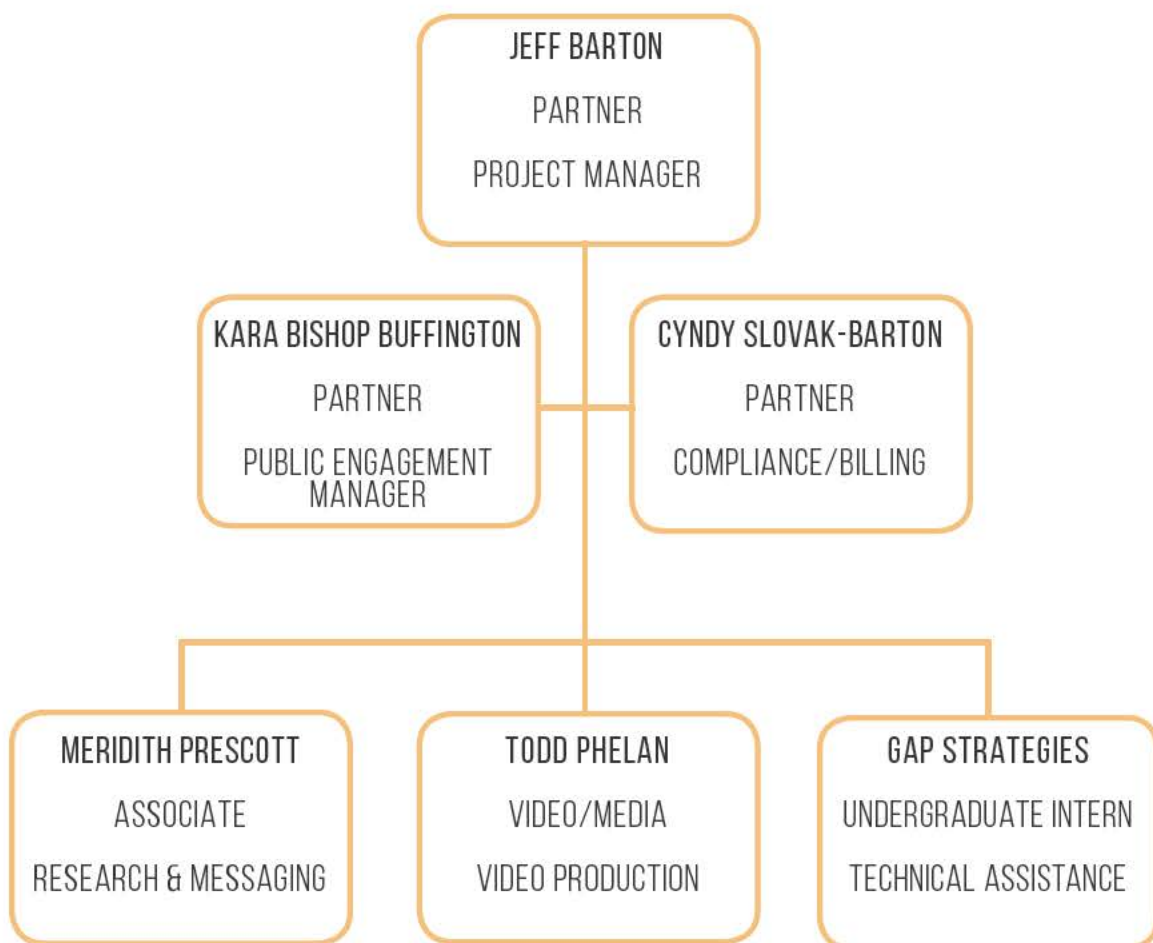 JEFF BARTON
PARTNER
PROJECT MANAGER
KARA BISHOP BUFFINGTON
PARTNER
PUBLIC ENGAGEMENT
MANAGER
CYNDY SLOVAK-BARTON
PARTNER
COMPLIANCE/BILLING
MERIDITH PRESCOTT
ASSOCIATE
RESEARCH & MESSAGING
TODD PHELAN
VIDEO/MEDIA
VIDEO PRODUCTION
GAP STRATEGIES
UNDERGRADUATE INTERN
TECHNICAL ASSISTANCE